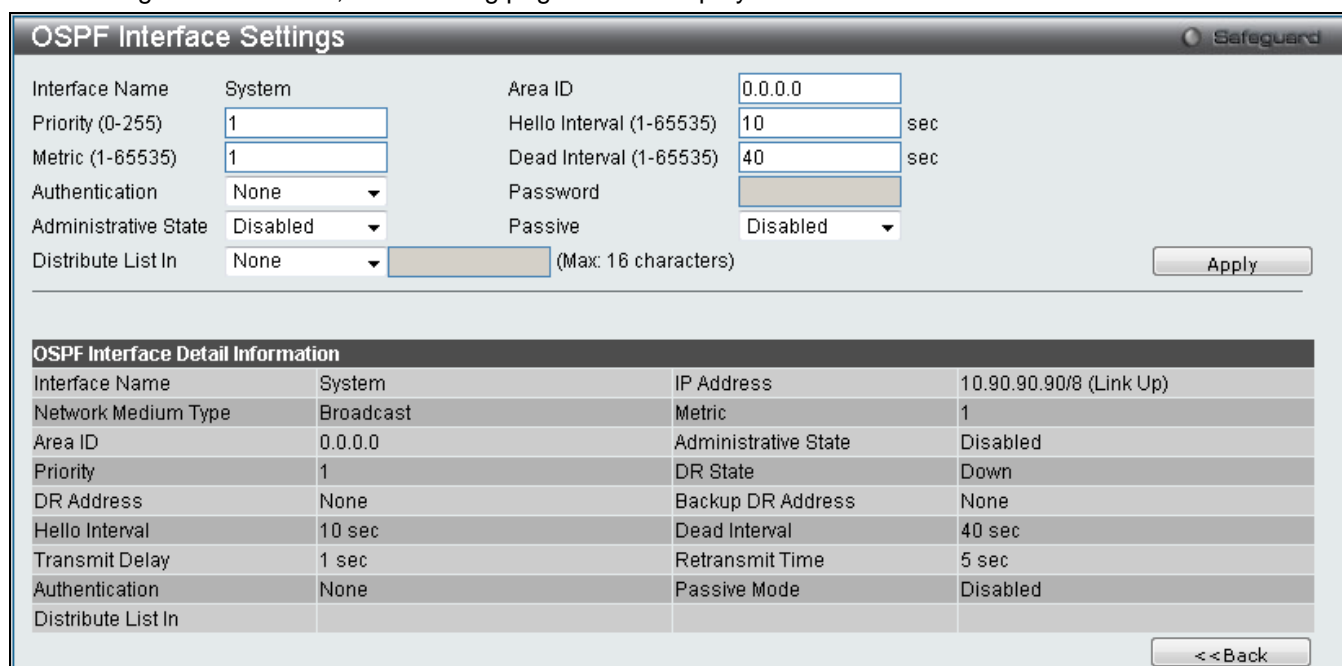 OSPF Interface Settings Safeguard
Interface Name System Area ID 0.0.0.0
Priority (0-255) 1 Hello Interval (1-65535) 10 sec
Metric (1-65535) 1 Dead Interval (1-65535) 40 sec
Authentication None Password
Administrative State Disabled Passive Disabled
Distribute List In None (Max: 16 characters) Apply
OSPF Interface Detail Information
Interface Name System IP Address 10.90.90.90/8 (Link Up)
Network Medium Type Broadcast Metric 1
Area ID 0.0.0.0 Administrative State Disabled
Priority 1 DR State Down
DR Address None Backup DR Address None
Hello Interval 10 sec Dead Interval 40 sec
Transmit Delay 1 sec Retransmit Time 5 sec
Authentication None Passive Mode Disabled
Distribute List In
<<Back